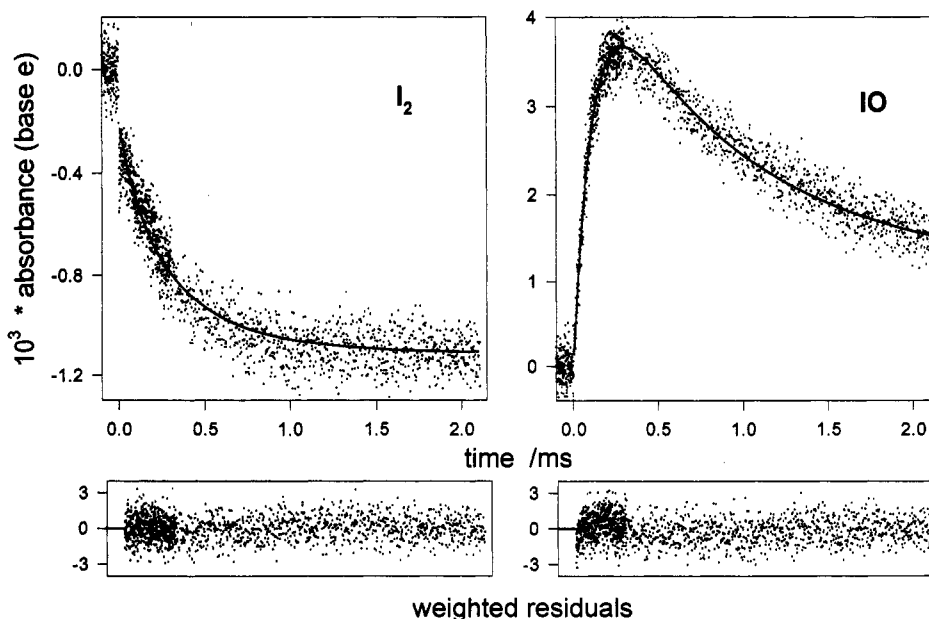 10³ * absorbance (base e)
0.0
-0.4
-0.8
-1.2
I₂
0.0 0.5 1.0 1.5 2.0
4
3
2
1
0
IO
0.0 0.5 1.0 1.5 2.0
time /ms
3
0
-3
3
0
-3
weighted residuals